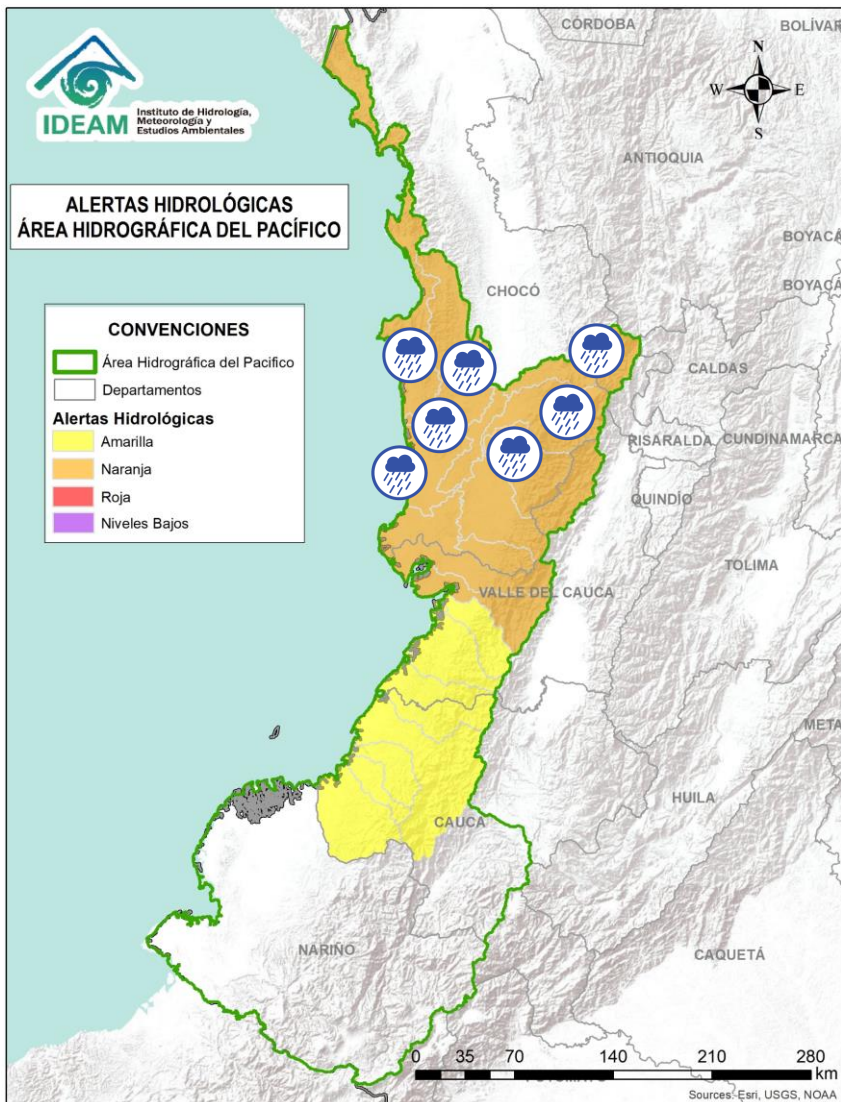 IDEAM
Instituto de Hidrología,
Meteorología y
Estudios Ambientales
ALERTAS HIDROLÓGICAS
ÁREA HIDROGRÁFICA DEL PACÍFICO
CONVENCIONES
Área Hidrográfica del Pacifico
Departamentos
Alertas Hidrológicas
Amarilla
Naranja
Roja
Niveles Bajos
N
W E
S
CÓRDOBA
BOLÍVAR
ANTIOQUIA
BOYACÁ
CHOCÓ
BOYACÁ
CALDAS
RISARALDA
CUNDINAMARCA
QUINDÍO
TOLIMA
VALLE DEL CAUCA
META
HUILA
CAUCA
NARIÑO
CAQUETÁ
0 35 70 140 210 280
km
Sources: Esri, USGS, NOAA